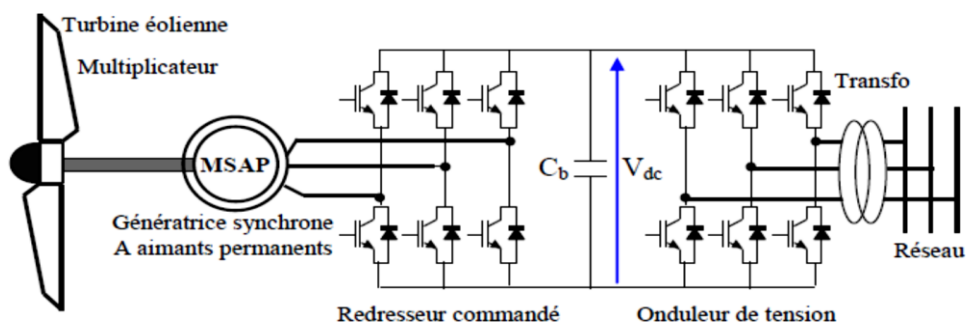 Turbine éolienne
Multiplicateur
MSAP
Génératrice synchrone
A aimants permanents
Redresseur commandé
C_b
V_dc
Onduleur de tension
Transfo
Réseau